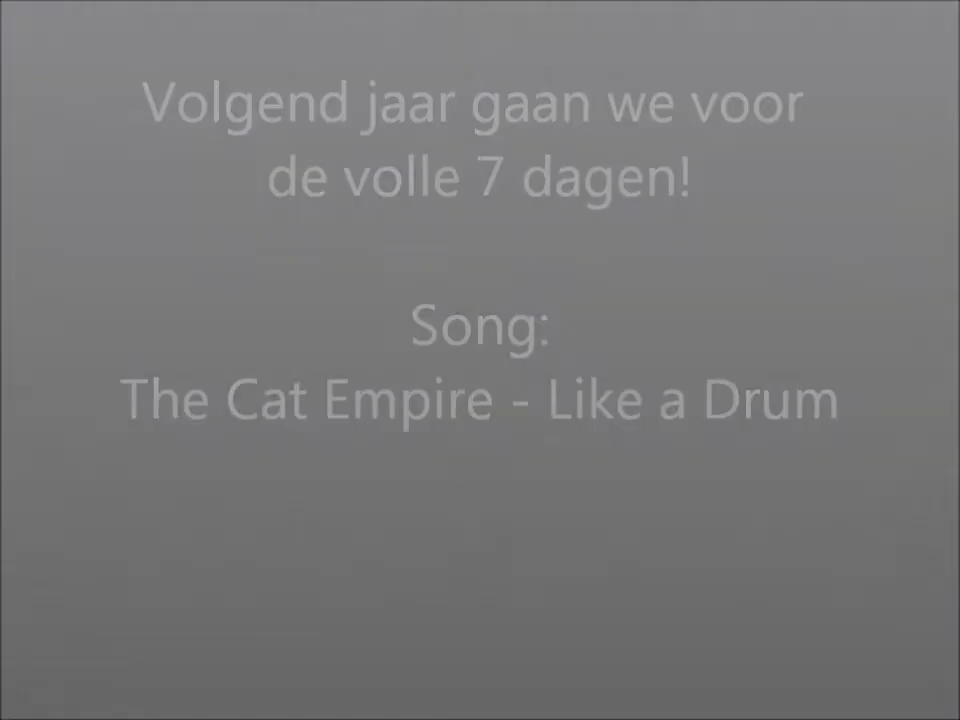 Volgend jaar gaan we voor
de volle 7 dagen!
Song:
The Cat Empire - Like a Drum